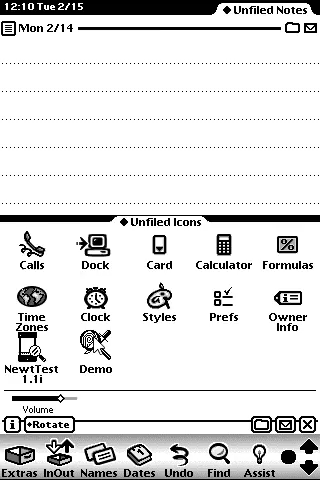 12:10 Tue 2/15
◆Unfiled Notes
Mon 2/14
◆Unfiled Icons
Calls Dock Card Calculator Formulas
Time Zones Clock Styles Prefs Owner Info
NewtTest 1.1i Demo
Volume
i ◆Rotate
Extras InOut Names Dates Undo Find Assist